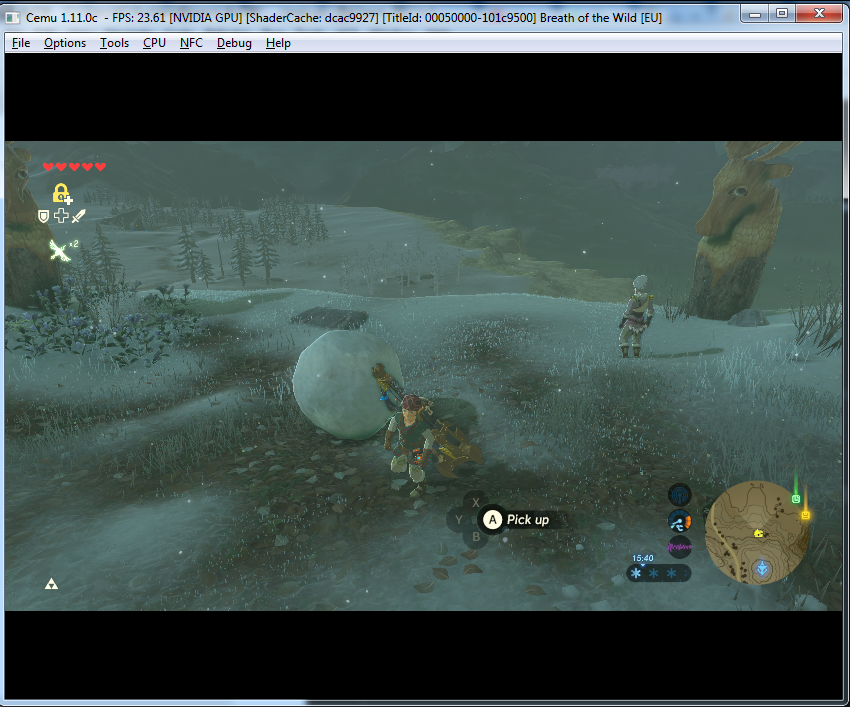 Cemu 1.11.0c - FPS: 23.61 [NVIDIA GPU] [ShaderCache: dcac9927] [TitleId: 00050000-101c9500] Breath of the Wild [EU]
File Options Tools CPU NFC Debug Help
×2
X
Y A Pick up
B
15:40